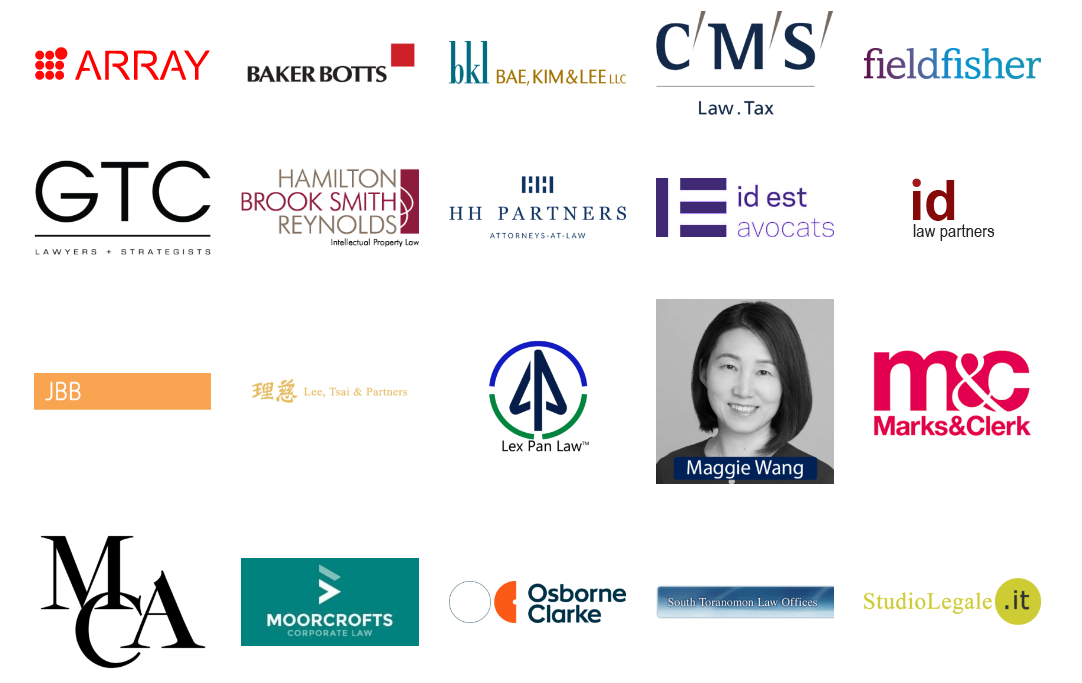 ARRAY
BAKER BOTTS
bkl BAE, KIM & LEE LLC
C/M/S/
Law . Tax
fieldfisher
GTC
LAWYERS + STRATEGISTS
HAMILTON
BROOK SMITH
REYNOLDS
Intellectual Property Law
HH PARTNERS
ATTORNEYS-AT-LAW
id est
avocats
id
law partners
JBB
理慈 Lee, Tsai & Partners
Lex Pan Law™
Maggie Wang
m&c
Marks&Clerk
MCA
MOORCROFTS
CORPORATE LAW
Osborne
Clarke
South Toranomon Law Offices
StudioLegale.it